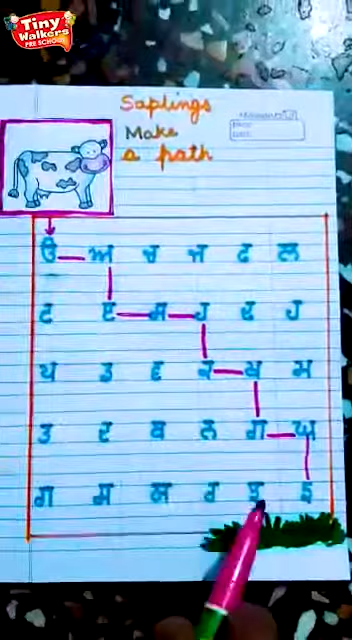 Tiny
Walkers
PRE SCHOOL
Saplings
Make
a path
ੳ ਅ ਚ ਜ ਟ ਲ
ਟ ੲ ਸ ਹ ਦ ਹ
ਕ ਖ ਮ
ੳ ਦ ਬ ਲ ਗ ਘ
ਗ ਸ ਲ ਰ ਙ ਙ